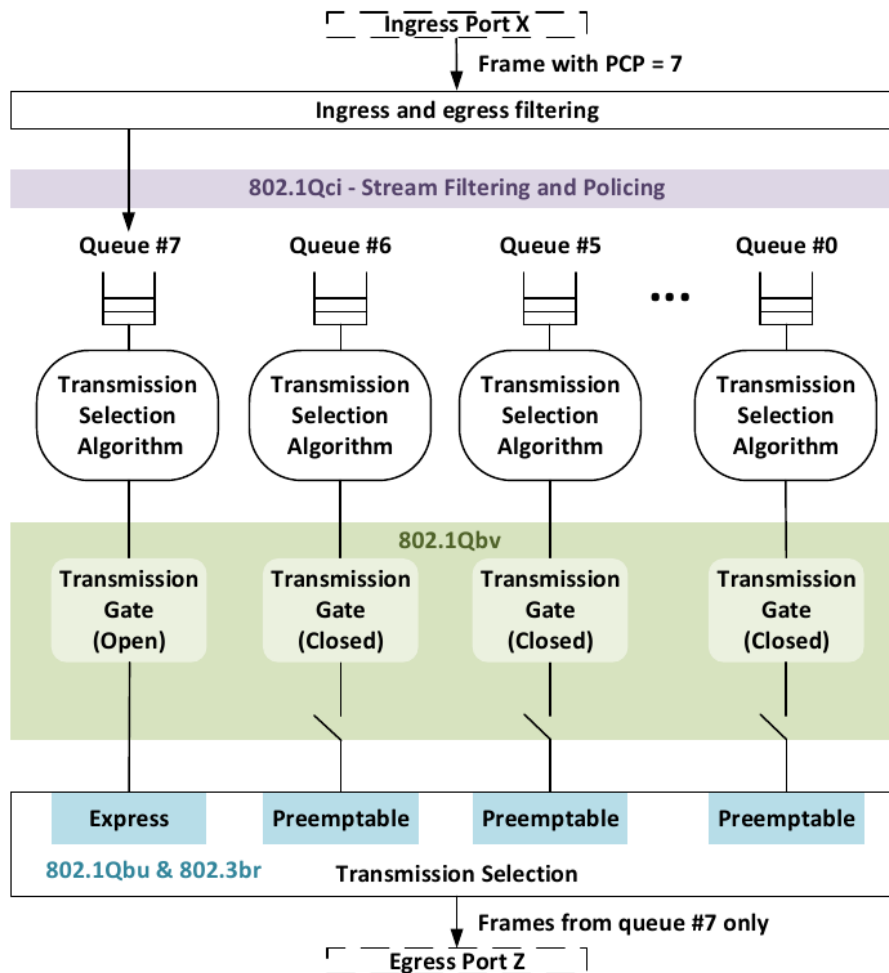 Ingress Port X
Frame with PCP = 7
Ingress and egress filtering
802.1Qci - Stream Filtering and Policing
Queue #7
Queue #6
Queue #5
Queue #0
...
Transmission
Selection
Algorithm
Transmission
Selection
Algorithm
Transmission
Selection
Algorithm
Transmission
Selection
Algorithm
802.1Qbv
Transmission
Gate
(Open)
Transmission
Gate
(Closed)
Transmission
Gate
(Closed)
Transmission
Gate
(Closed)
Express
Preemptable
Preemptable
Preemptable
802.1Qbu & 802.3br
Transmission Selection
Frames from queue #7 only
Egress Port Z